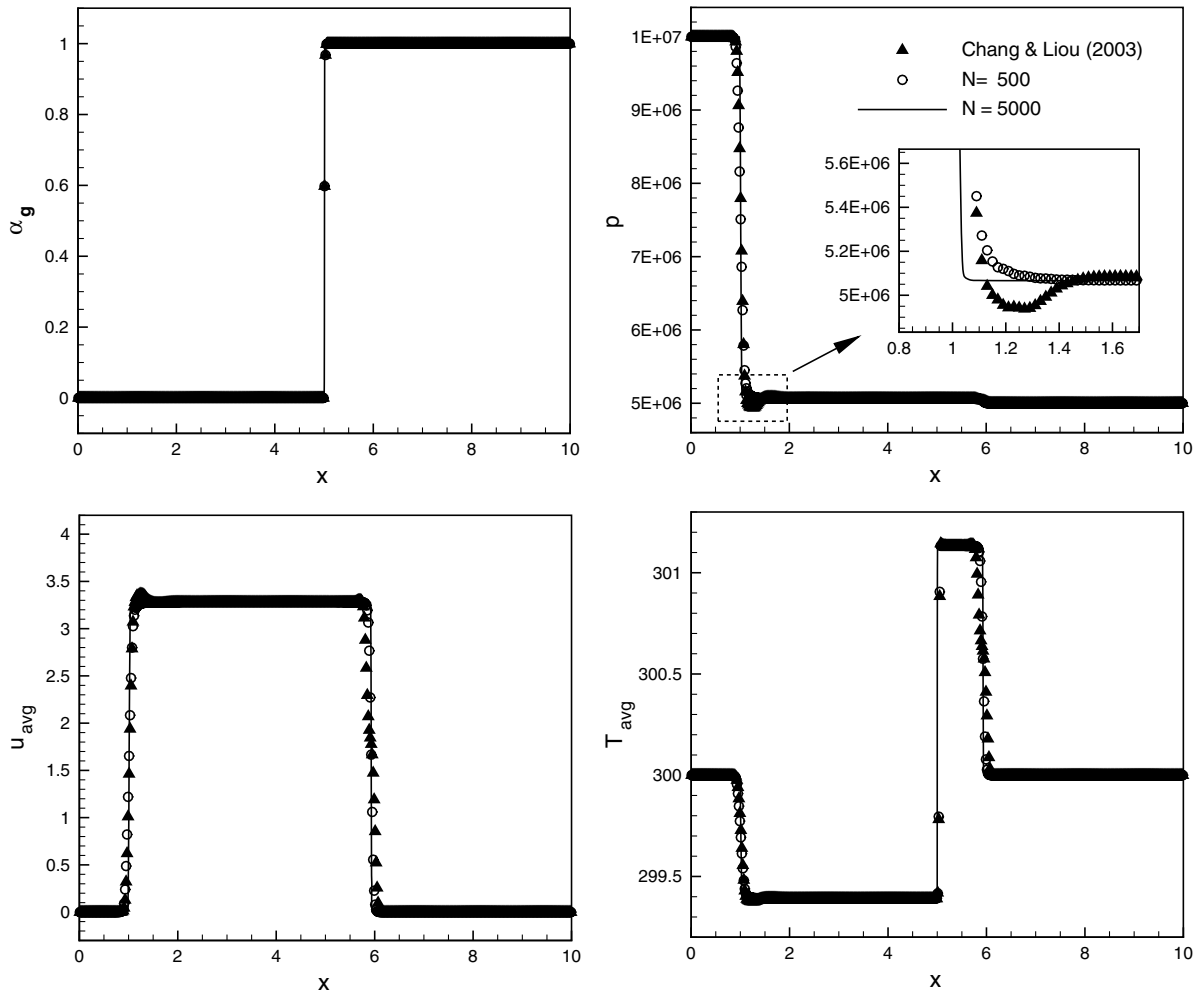 α_g
1
0.8
0.6
0.4
0.2
0
0 2 4 6 8 10
x
p
1E+07
9E+06
8E+06
7E+06
6E+06
5E+06
0 2 4 6 8 10
x
Chang & Liou (2003)
N= 500
N = 5000
5.6E+06
5.4E+06
5.2E+06
5E+06
0.8 1 1.2 1.4 1.6
u_avg
4
3.5
3
2.5
2
1.5
1
0.5
0
0 2 4 6 8 10
x
T_avg
301
300.5
300
299.5
0 2 4 6 8 10
x